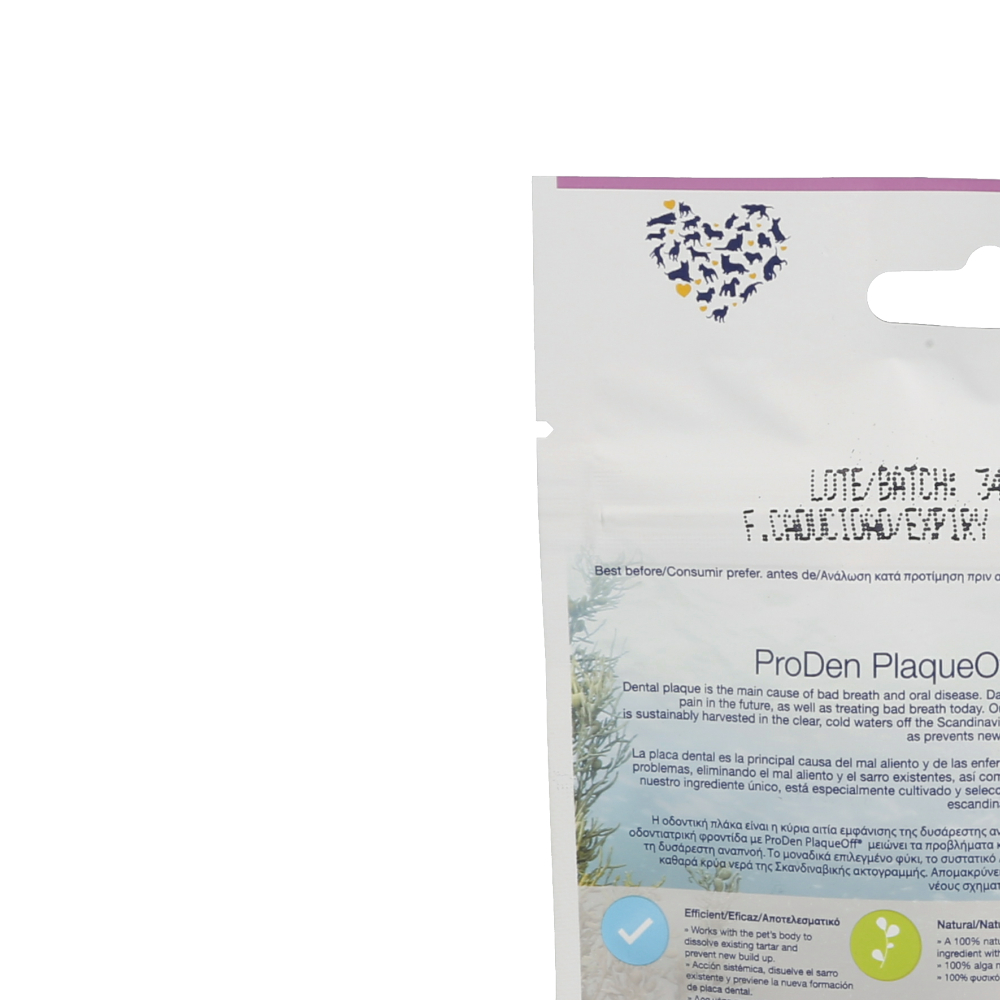 LOTE/BATCH:
F.CADUCIDAD/EXPIRY
Best before/Consumir prefer. antes de/Ανάλωση κατά προτίμηση πριν
ProDen PlaqueO
Dental plaque is the main cause of bad breath and oral disease.
pain in the future, as well as treating bad breath today.
is sustainably harvested in the clear, cold waters off the Scandinavi
as prevents new
La placa dental es la principal causa del mal aliento y de las enfer
problemas, eliminando el mal aliento y el sarro existentes, así com
nuestro ingrediente único, está especialmente cultivado y selecc
escandin
Η οδοντική πλάκα είναι η κύρια αιτία εμφάνισης της δυσάρεστης
οδοντιατρική φροντίδα με ProDen PlaqueOff® μειώνει τα προβλήματα
τη δυσάρεστη αναπνοή. Το μοναδικά επιλεγμένο φύκι, το συστατικό
καθαρά κρύα νερά της Σκανδιναβικής ακτογραμμής. Απομακρύνε
νέους σχηματ
Efficient/Eficaz/Αποτελεσματικό
• Works with the pet's body to
dissolve existing tartar and
prevent new build up.
• Acción sistémica, disuelve el sarro
existente y previene la nueva formación
de placa dental.
Natural/Natu
• A 100% natu
ingredient with
• 100% alga
• 100% φυσικό